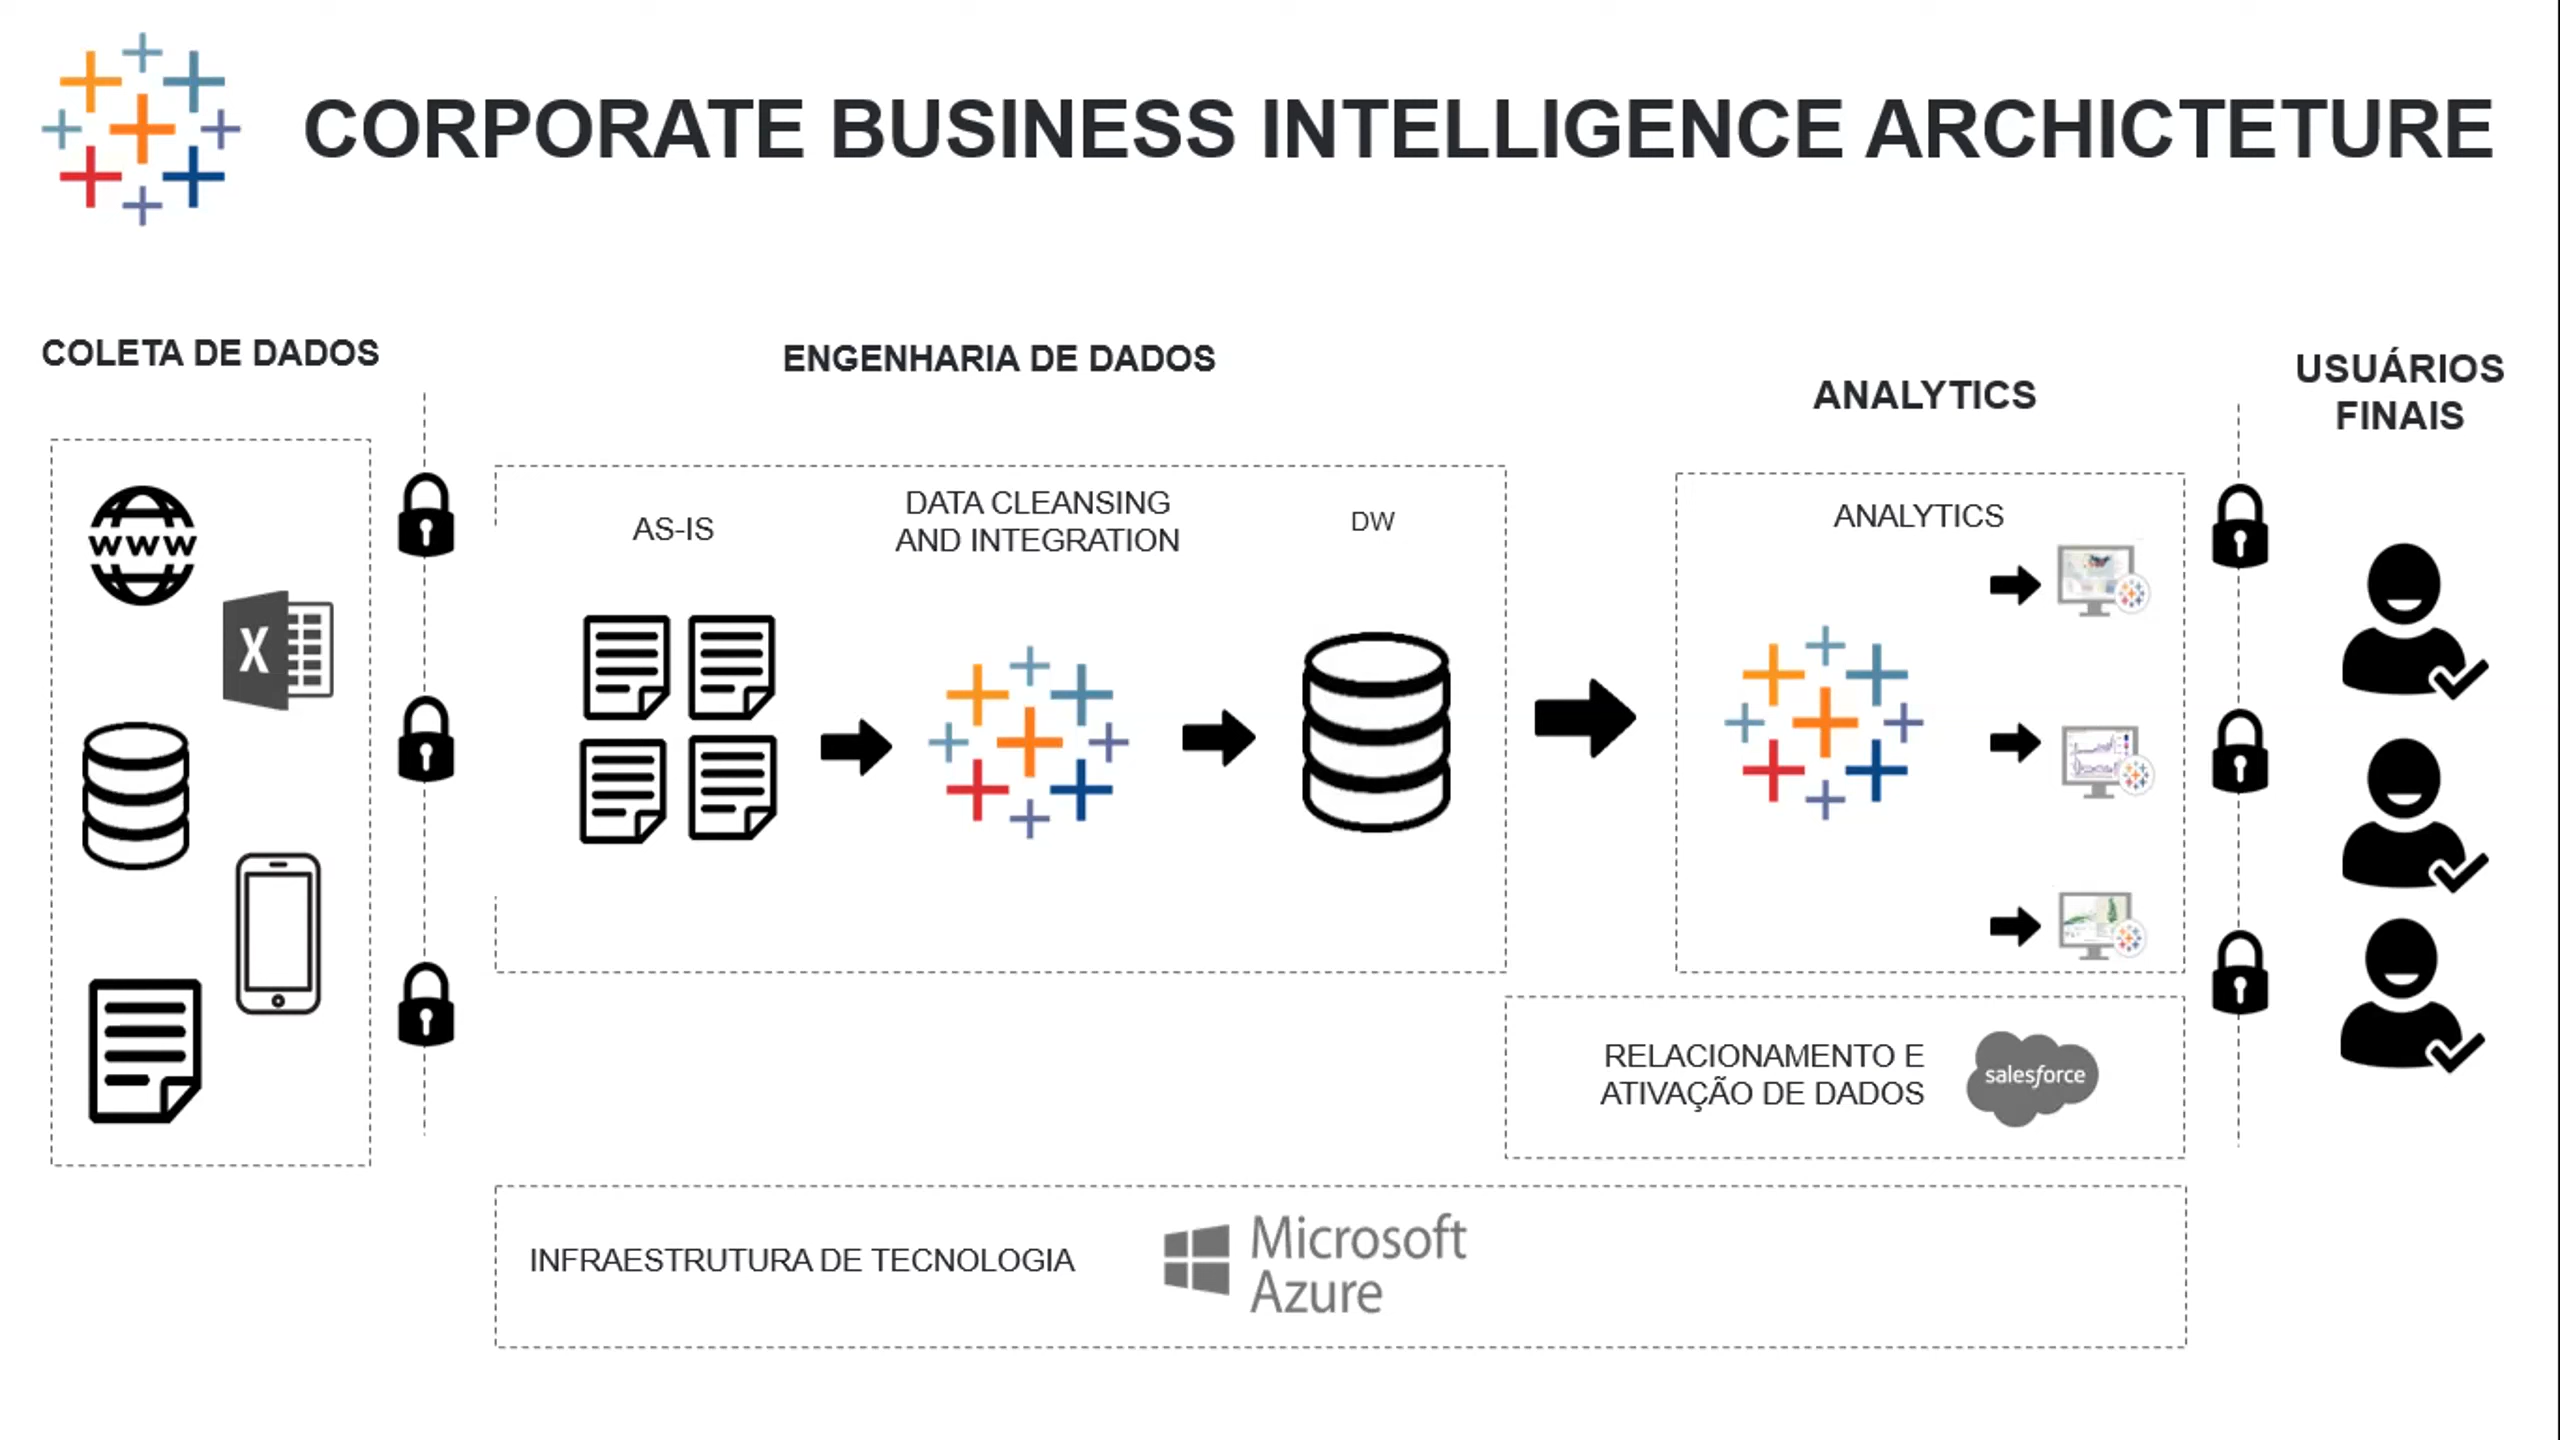 CORPORATE BUSINESS INTELLIGENCE ARCHICTETURE
COLETA DE DADOS
ENGENHARIA DE DADOS
ANALYTICS
USUÁRIOS
FINAIS
WWW
X
AS-IS
DATA CLEANSING
AND INTEGRATION
DW
ANALYTICS
RELACIONAMENTO E
ATIVAÇÃO DE DADOS
salesforce
INFRAESTRUTURA DE TECNOLOGIA
Microsoft
Azure